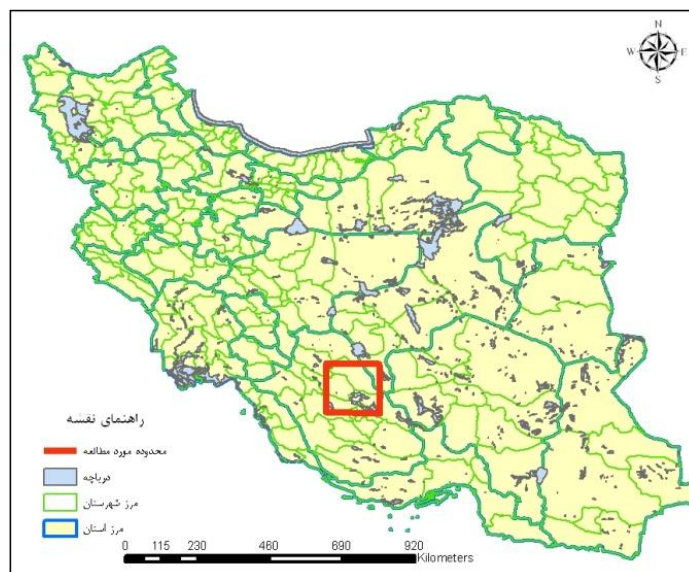 N
W E
S
راهنمای نقشه
محدوده مورد مطالعه
دریاچه
مرز شهرستان
مرز استان
0 115 230 460 690 920
Kilometers